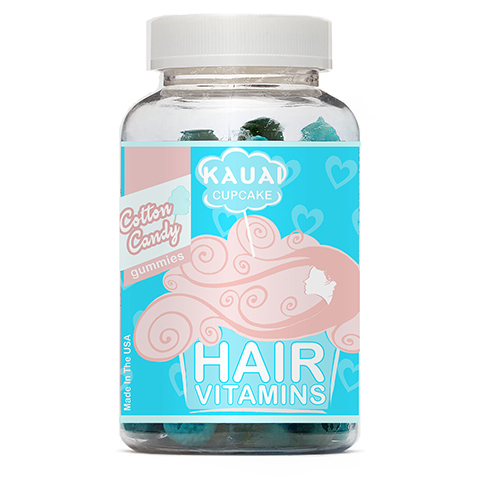 KAUAI
CUPCAKE
Cotton
Candy
gummies
HAIR
VITAMINS
Made In The USA